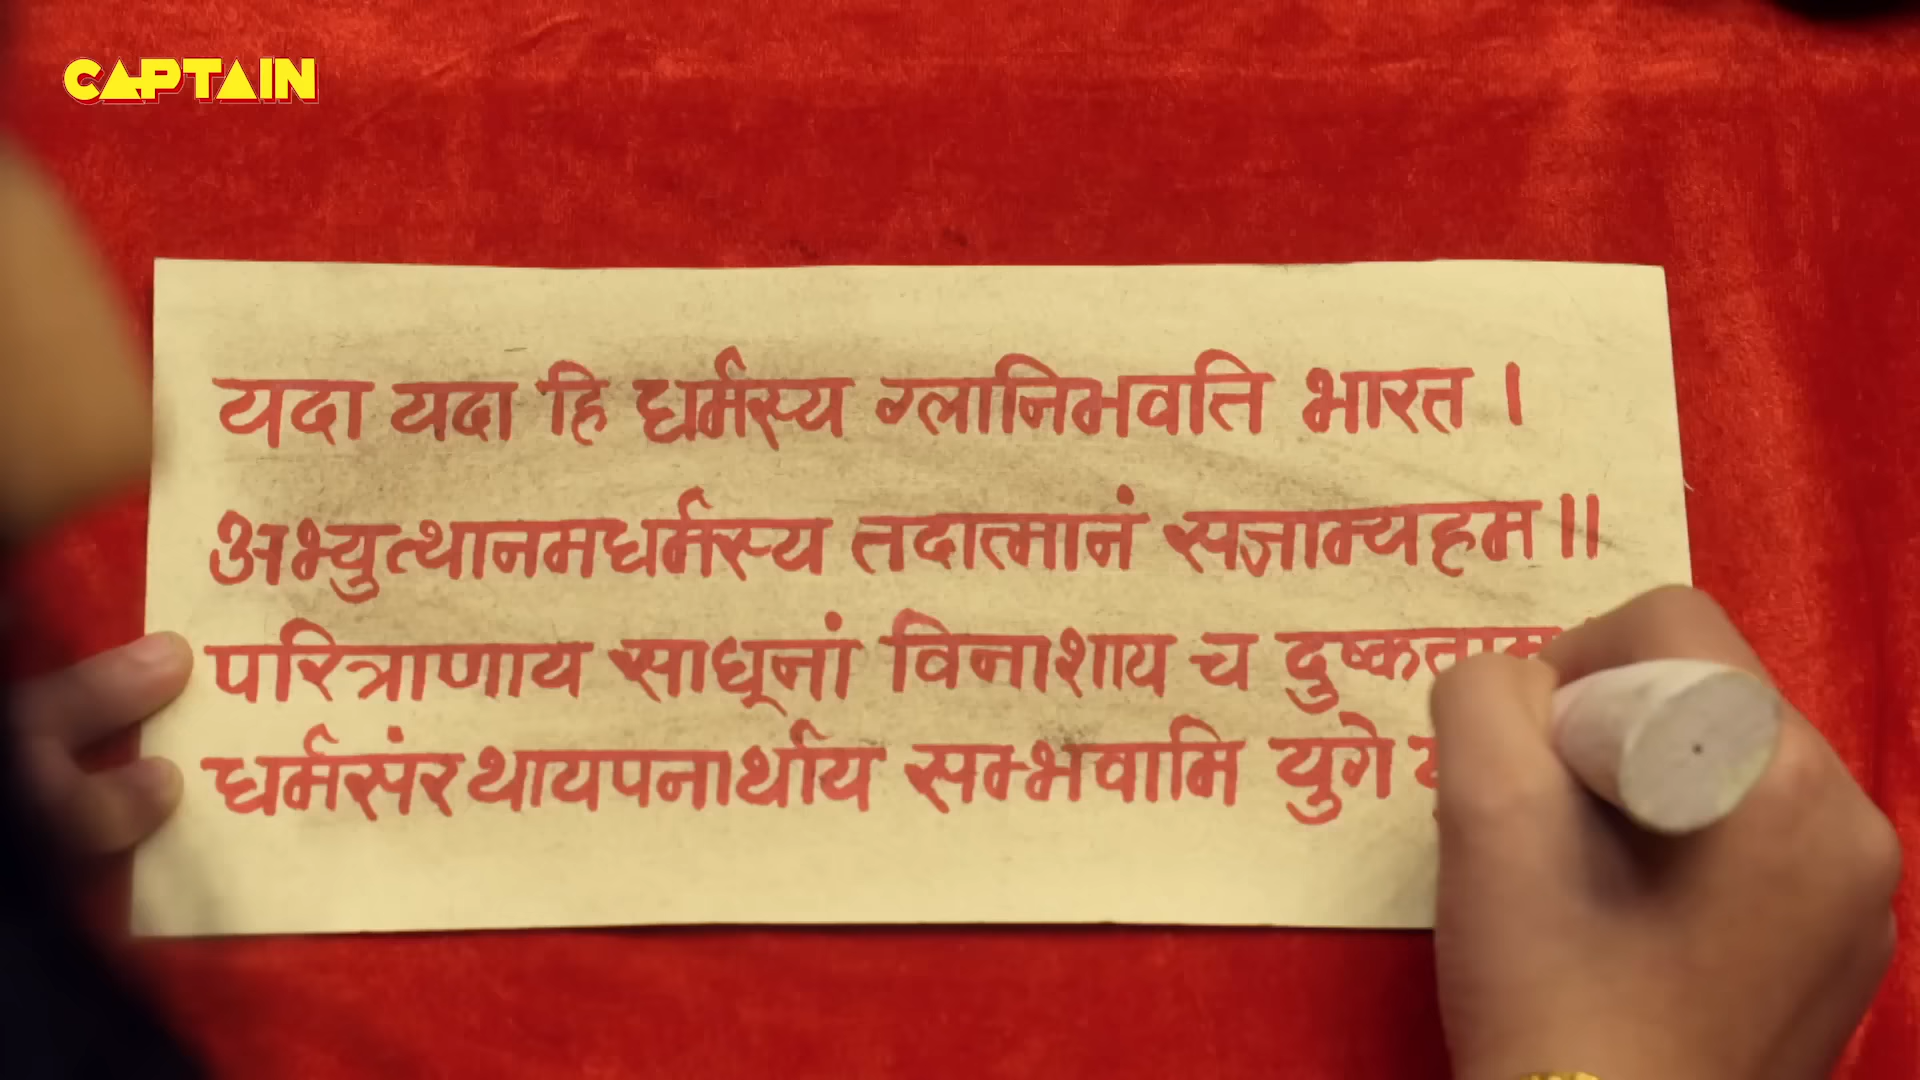 CAPTAIN
यदा यदा हि धर्मस्य ग्लानिभवति भारत ।
अभ्युत्थानमधर्मस्य तदात्मानं सजाम्यहम ॥
परित्राणाय साधूनां विनाशाय च
धर्मसंरथायपनार्थाय सम्भवामि युगे